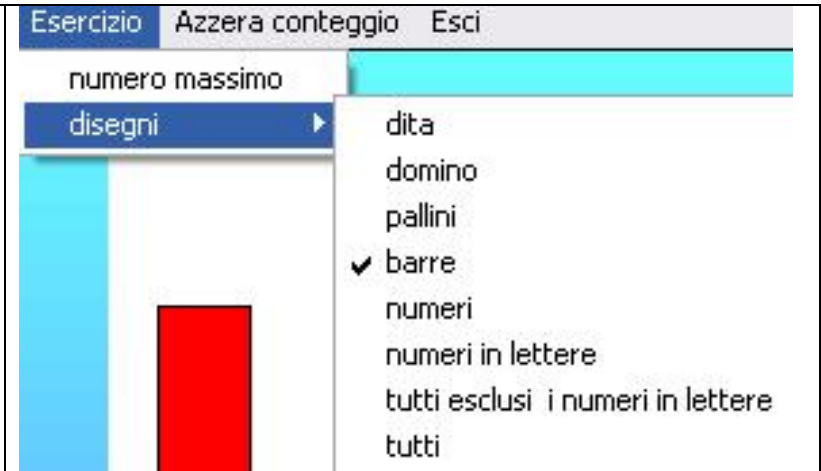 Esercizio Azzera conteggio Esci
numero massimo
disegni
dita
domino
pallini
barre
numeri
numeri in lettere
tutti esclusi i numeri in lettere
tutti